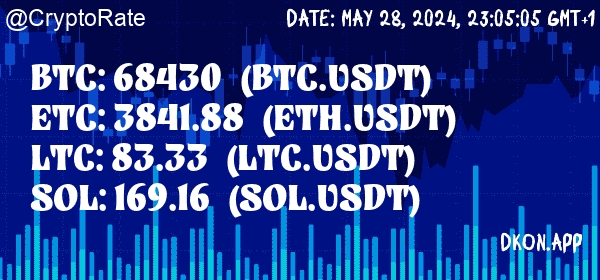 @CryptoRate
DATE: MAY 28, 2024, 23:05:05 GMT+1
BTC: 68430 (BTC.USDT)
ETC: 3841.88 (ETH.USDT)
LTC: 83.33 (LTC.USDT)
SOL: 169.16 (SOL.USDT)
DKON.APP